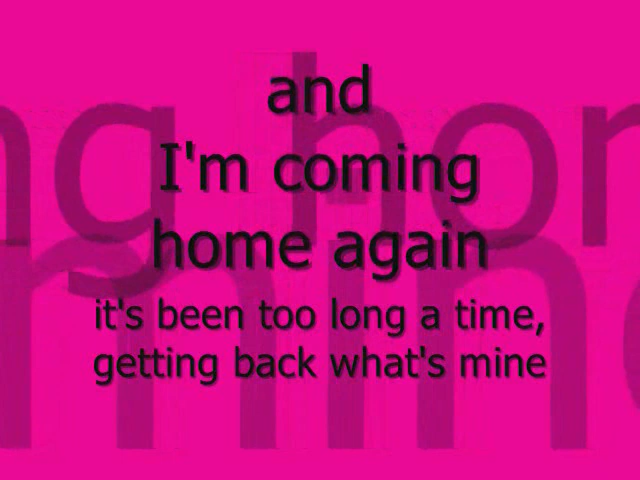 and
I'm coming
home again
it's been too long a time,
getting back what's mine